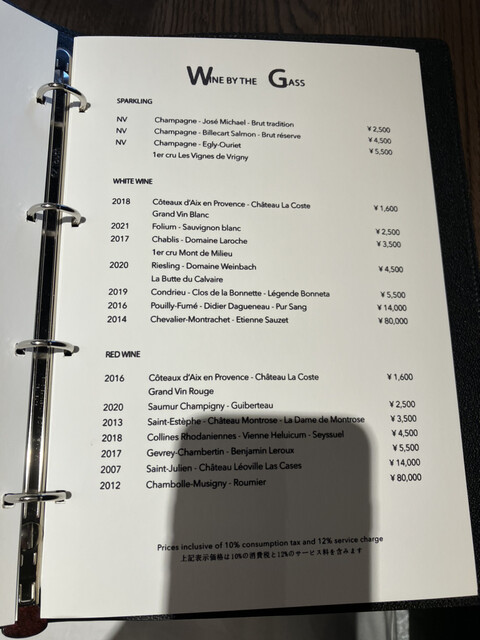 WINE BY THE GASS
SPARKLING
NV Champagne - José Michael - Brut tradition ¥2,500
NV Champagne - Billecart Salmon - Brut réserve ¥4,500
NV Champagne - Egly-Ouriet ¥5,500
1er cru Les Vignes de Vrigny
WHITE WINE
2018 Côteaux d'Aix en Provence - Château La Coste ¥1,600
Grand Vin Blanc
2021 Folium - Sauvignon blanc ¥2,500
2017 Chablis - Domaine Laroche ¥3,500
1er cru Mont de Milieu
2020 Riesling - Domaine Weinbach ¥4,500
La Butte du Calvaire
2019 Condrieu - Clos de la Bonnette - Légende Bonneta ¥5,500
2016 Pouilly-Fumé - Didier Dagueneau - Pur Sang ¥14,000
2014 Chevalier-Montrachet - Etienne Sauzet ¥80,000
RED WINE
2016 Côteaux d'Aix en Provence - Château La Coste ¥1,600
Grand Vin Rouge
2020 Saumur Champigny - Guiberteau ¥2,500
2013 Saint-Estèphe - Château Montrose - La Dame de Montrose ¥3,500
2018 Collines Rhodaniennes - Vienne Heluicum - Seyssuel ¥4,500
2017 Gevrey-Chambertin - Benjamin Leroux ¥5,500
2007 Saint-Julien - Château Léoville Las Cases ¥14,000
2012 Chambolle-Musigny - Roumier ¥80,000
Prices inclusive of 10% consumption tax and 12% service charge
上記表示価格は10%の消費税と12%のサービス料を含みます